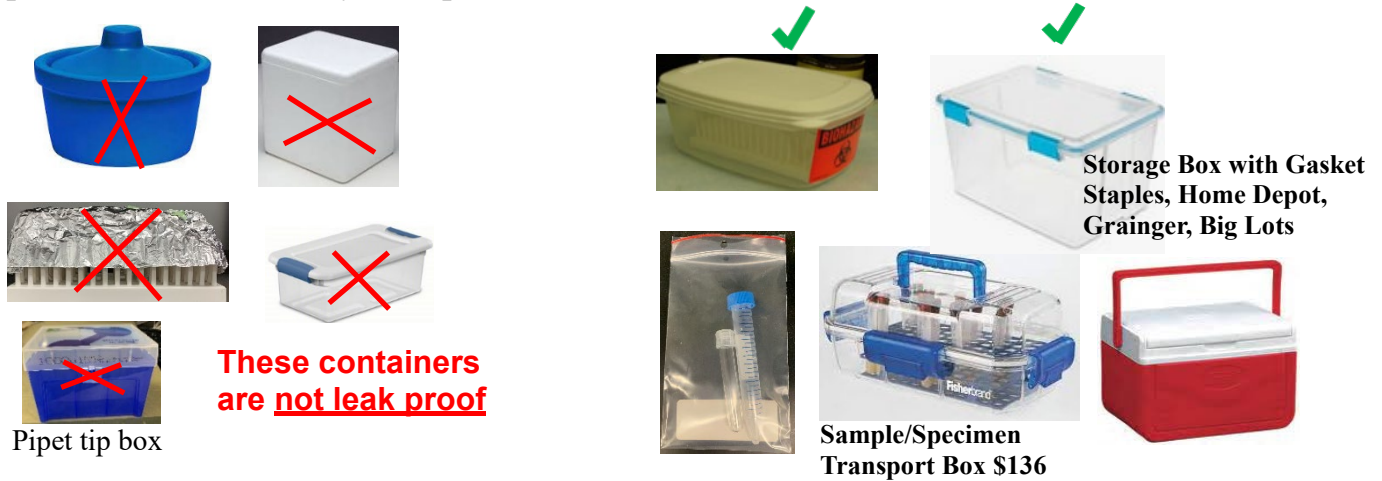 BIOHAZ
Storage Box with Gasket
Staples, Home Depot,
Grainger, Big Lots
These containers
are not leak proof
Pipet tip box
Fisherbrand
Sample/Specimen
Transport Box $136